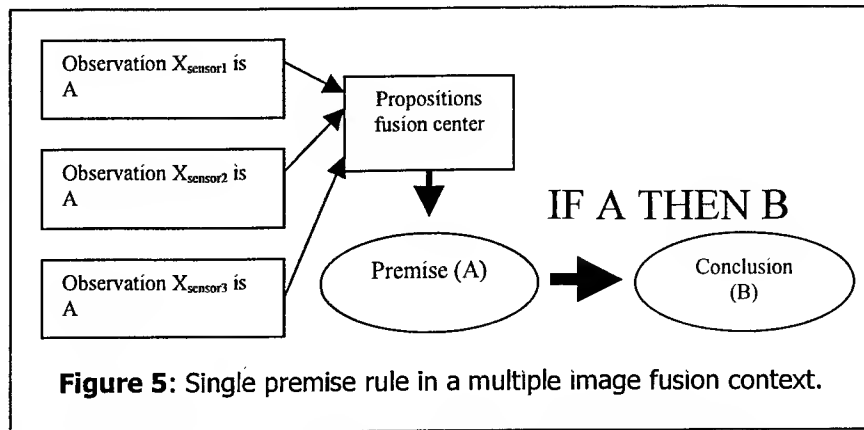 Observation Xsensor1 is
A
Observation Xsensor2 is
A
Observation Xsensor3 is
A
Propositions
fusion center
IF A THEN B
Premise (A)
Conclusion
(B)
Figure 5: Single premise rule in a multiple image fusion context.